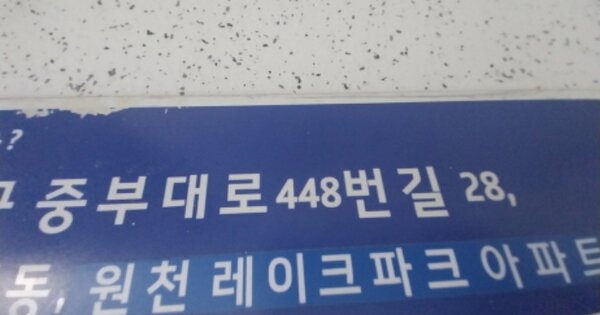 ?
구 중부대로448번길 28,
동, 원천레이크파크 아파트